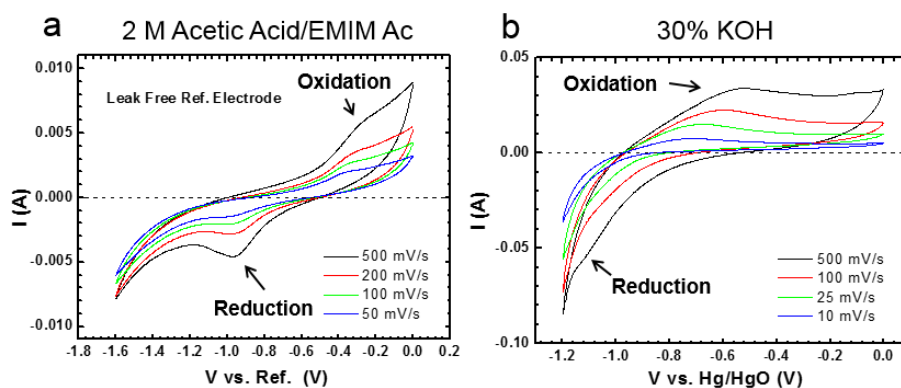 a
2 M Acetic Acid/EMIM Ac
0.010
0.005
0.000
-0.005
-0.010
I (A)
Leak Free Ref. Electrode
Oxidation
Reduction
500 mV/s
200 mV/s
100 mV/s
50 mV/s
-1.8 -1.6 -1.4 -1.2 -1.0 -0.8 -0.6 -0.4 -0.2 0.0 0.2
V vs. Ref. (V)
b
30% KOH
0.05
0.00
-0.05
-0.10
I (A)
Oxidation
Reduction
500 mV/s
100 mV/s
25 mV/s
10 mV/s
-1.2 -1.0 -0.8 -0.6 -0.4 -0.2 0.0
V vs. Hg/HgO (V)